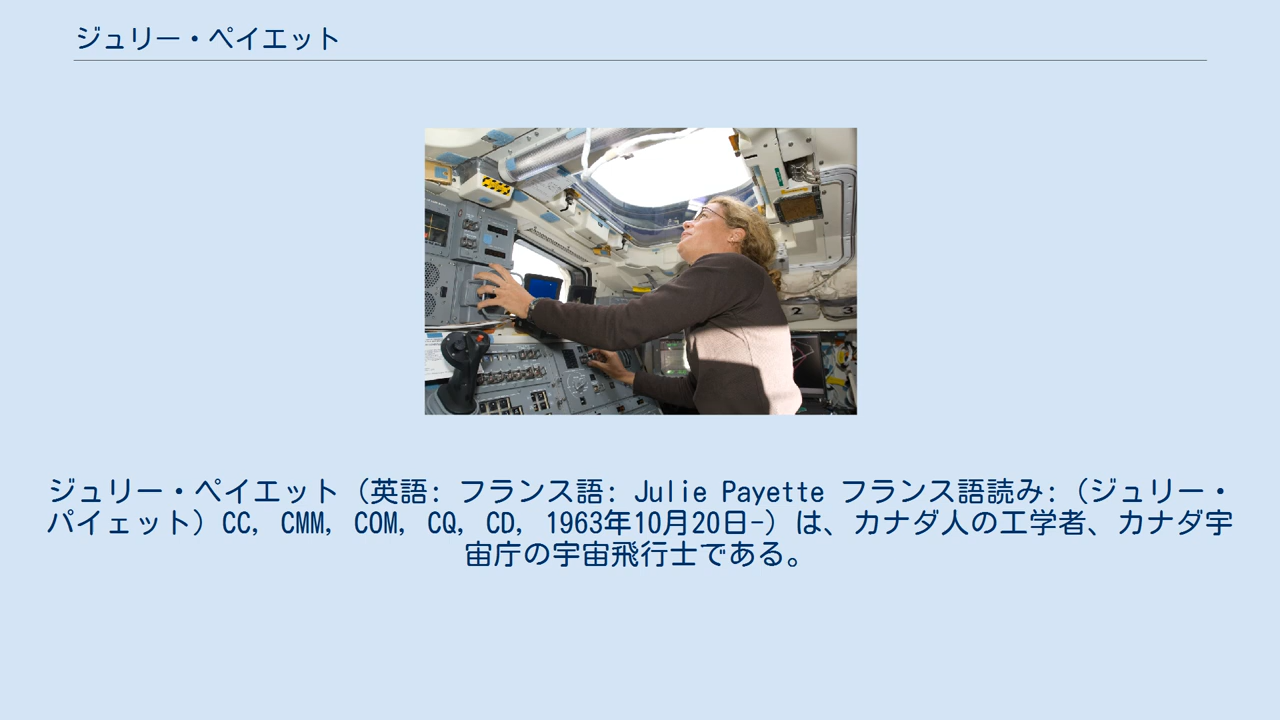 ジュリー・ペイエット
2
3
ジュリー・ペイエット（英語: フランス語: Julie Payette フランス語読み:（ジュリー・
パイェット）CC, CMM, COM, CQ, CD, 1963年10月20日-）は、カナダ人の工学者、カナダ宇
宙庁の宇宙飛行士である。